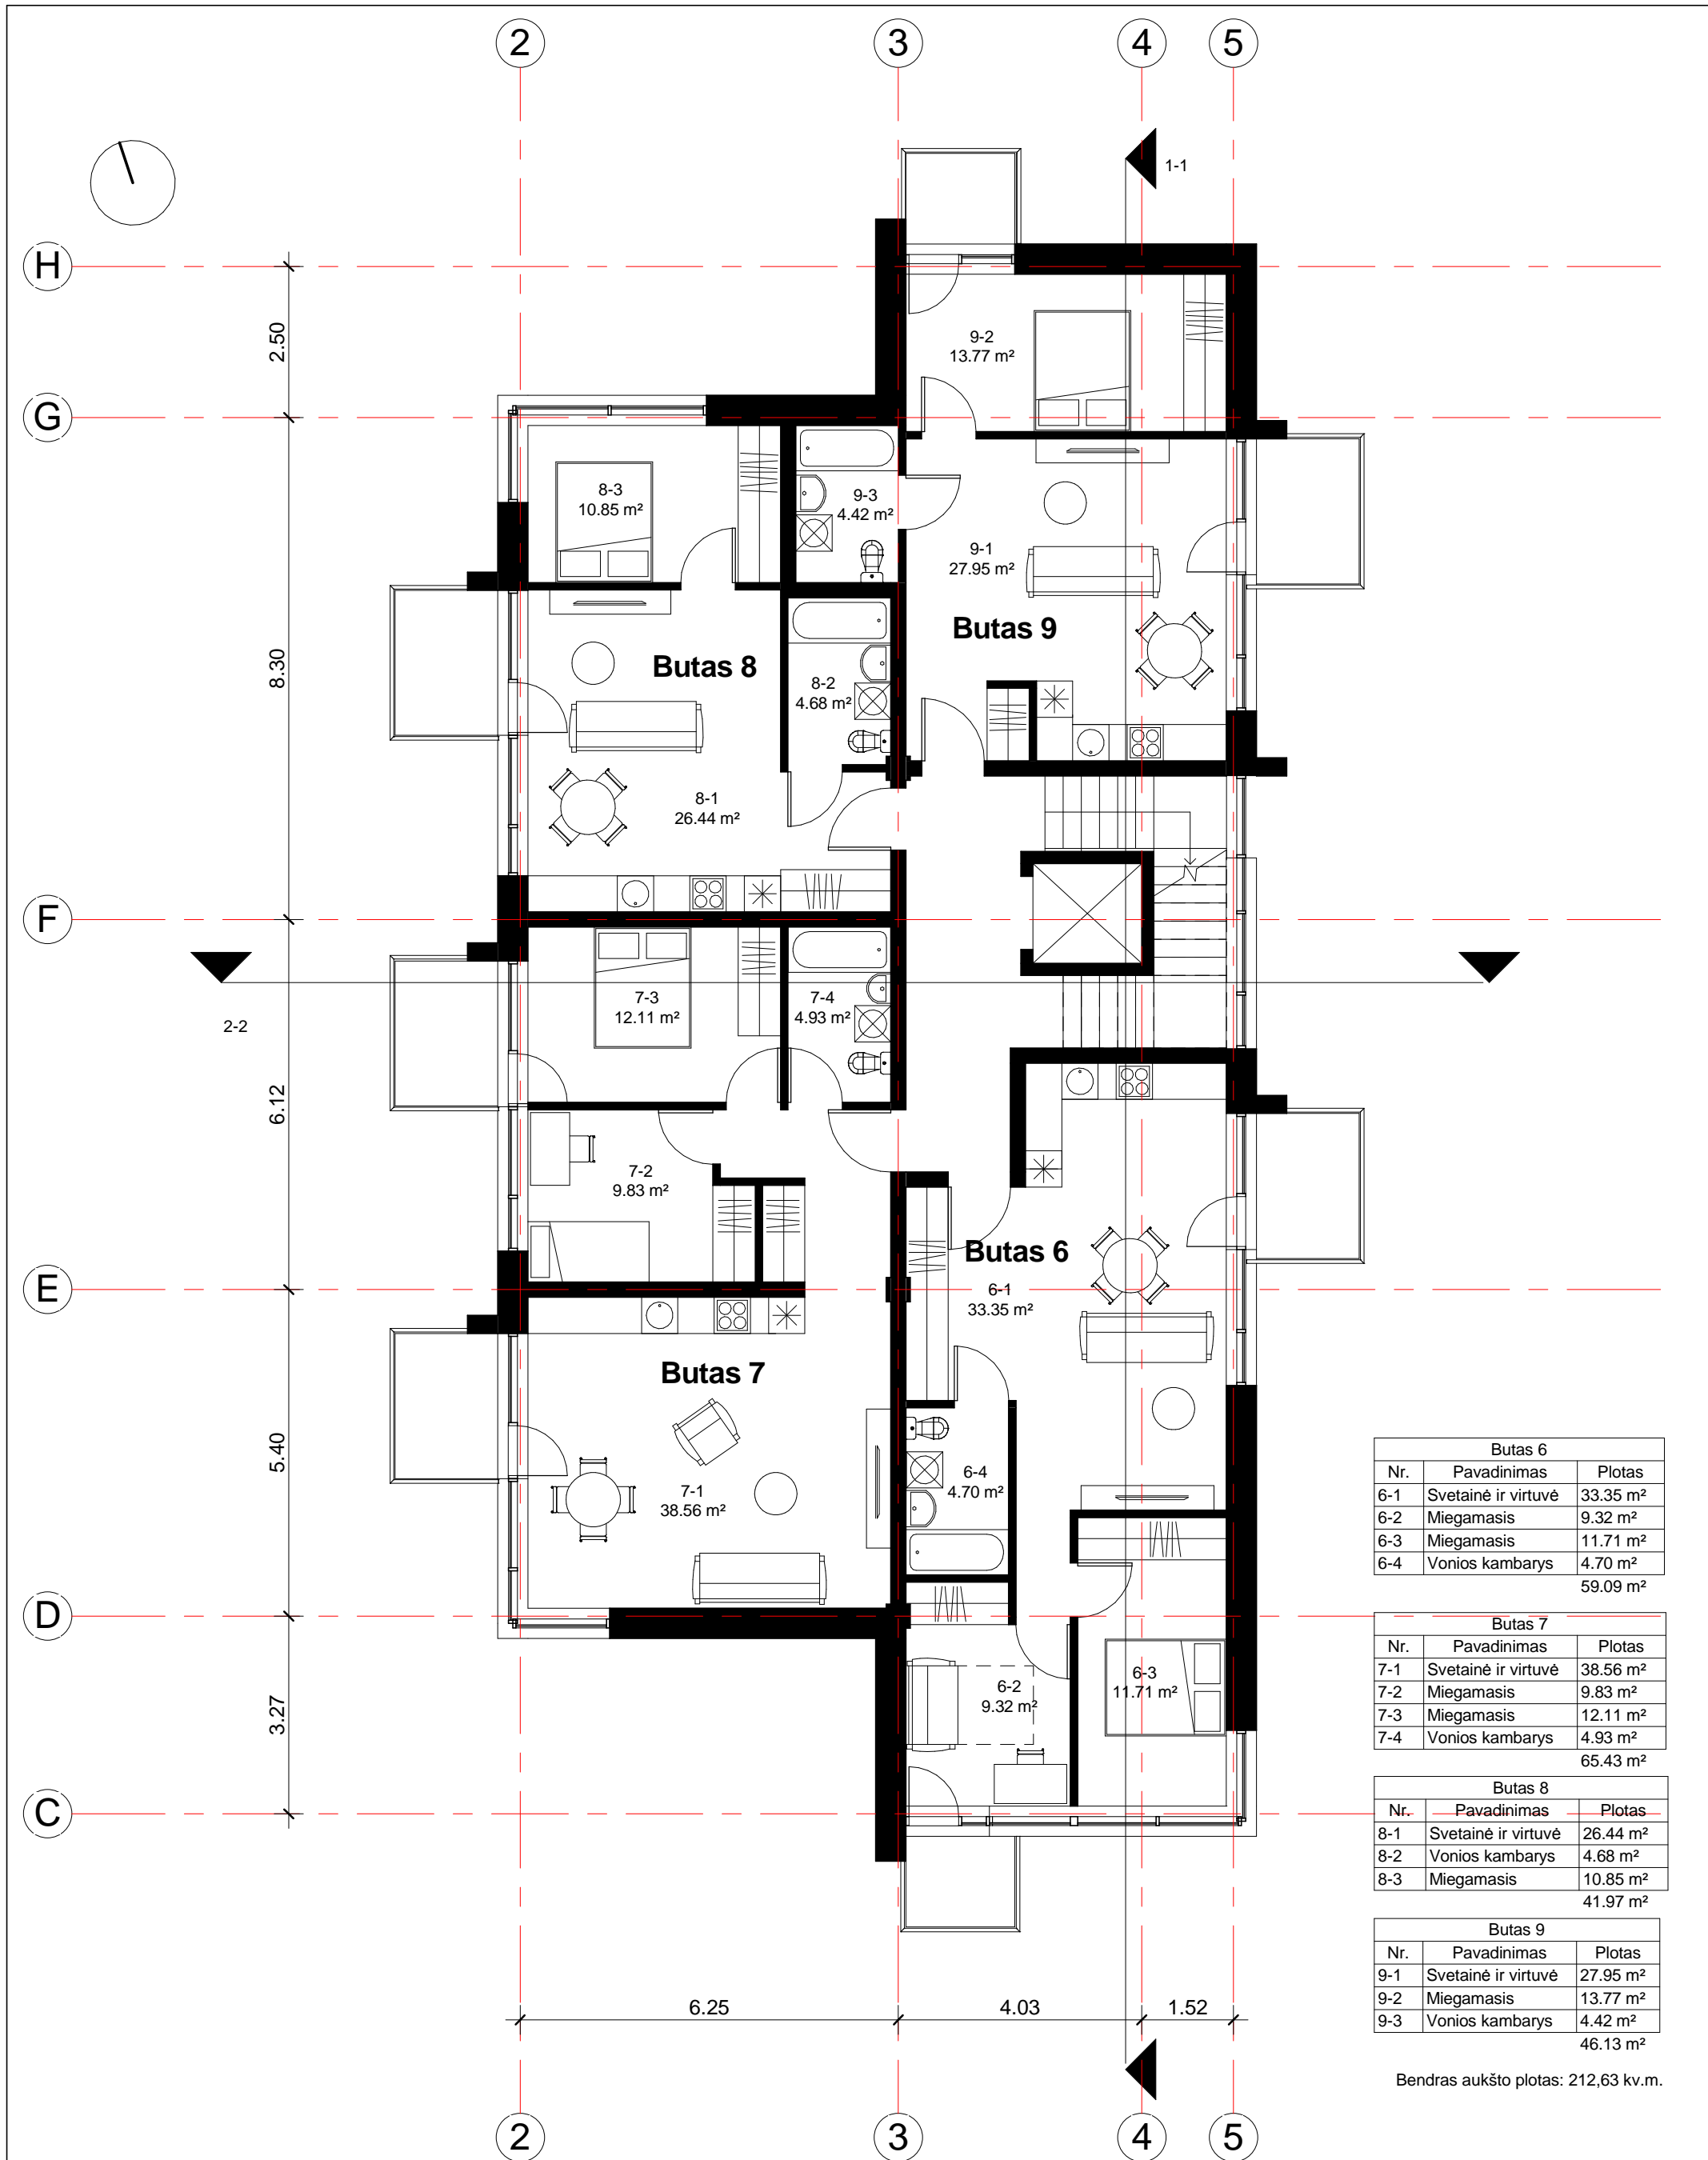 2 3 4 5
1-1
H
2.50
9-2
13.77 m²
G
8-3
10.85 m²
9-3
4.42 m²
9-1
27.95 m²
8.30
Butas 9
Butas 8
8-2
4.68 m²
8-1
26.44 m²
F
7-3
12.11 m²
7-4
4.93 m²
2-2
6.12
7-2
9.83 m²
Butas 6
6-1
33.35 m²
E
Butas 7
5.40
6-4
4.70 m²
7-1
38.56 m²
D
6-3
11.71 m²
6-2
9.32 m²
3.27
C
Butas 6
Nr. Pavadinimas Plotas
6-1 Svetainė ir virtuvė 33.35 m²
6-2 Miegamasis 9.32 m²
6-3 Miegamasis 11.71 m²
6-4 Vonios kambarys 4.70 m²
59.09 m²
Butas 7
Nr. Pavadinimas Plotas
7-1 Svetainė ir virtuvė 38.56 m²
7-2 Miegamasis 9.83 m²
7-3 Miegamasis 12.11 m²
7-4 Vonios kambarys 4.93 m²
65.43 m²
Butas 8
Nr. Pavadinimas Plotas
8-1 Svetainė ir virtuvė 26.44 m²
8-2 Vonios kambarys 4.68 m²
8-3 Miegamasis 10.85 m²
41.97 m²
Butas 9
Nr. Pavadinimas Plotas
9-1 Svetainė ir virtuvė 27.95 m²
9-2 Miegamasis 13.77 m²
9-3 Vonios kambarys 4.42 m²
46.13 m²
Bendras aukšto plotas: 212,63 kv.m.
6.25 4.03 1.52
2 3 4 5